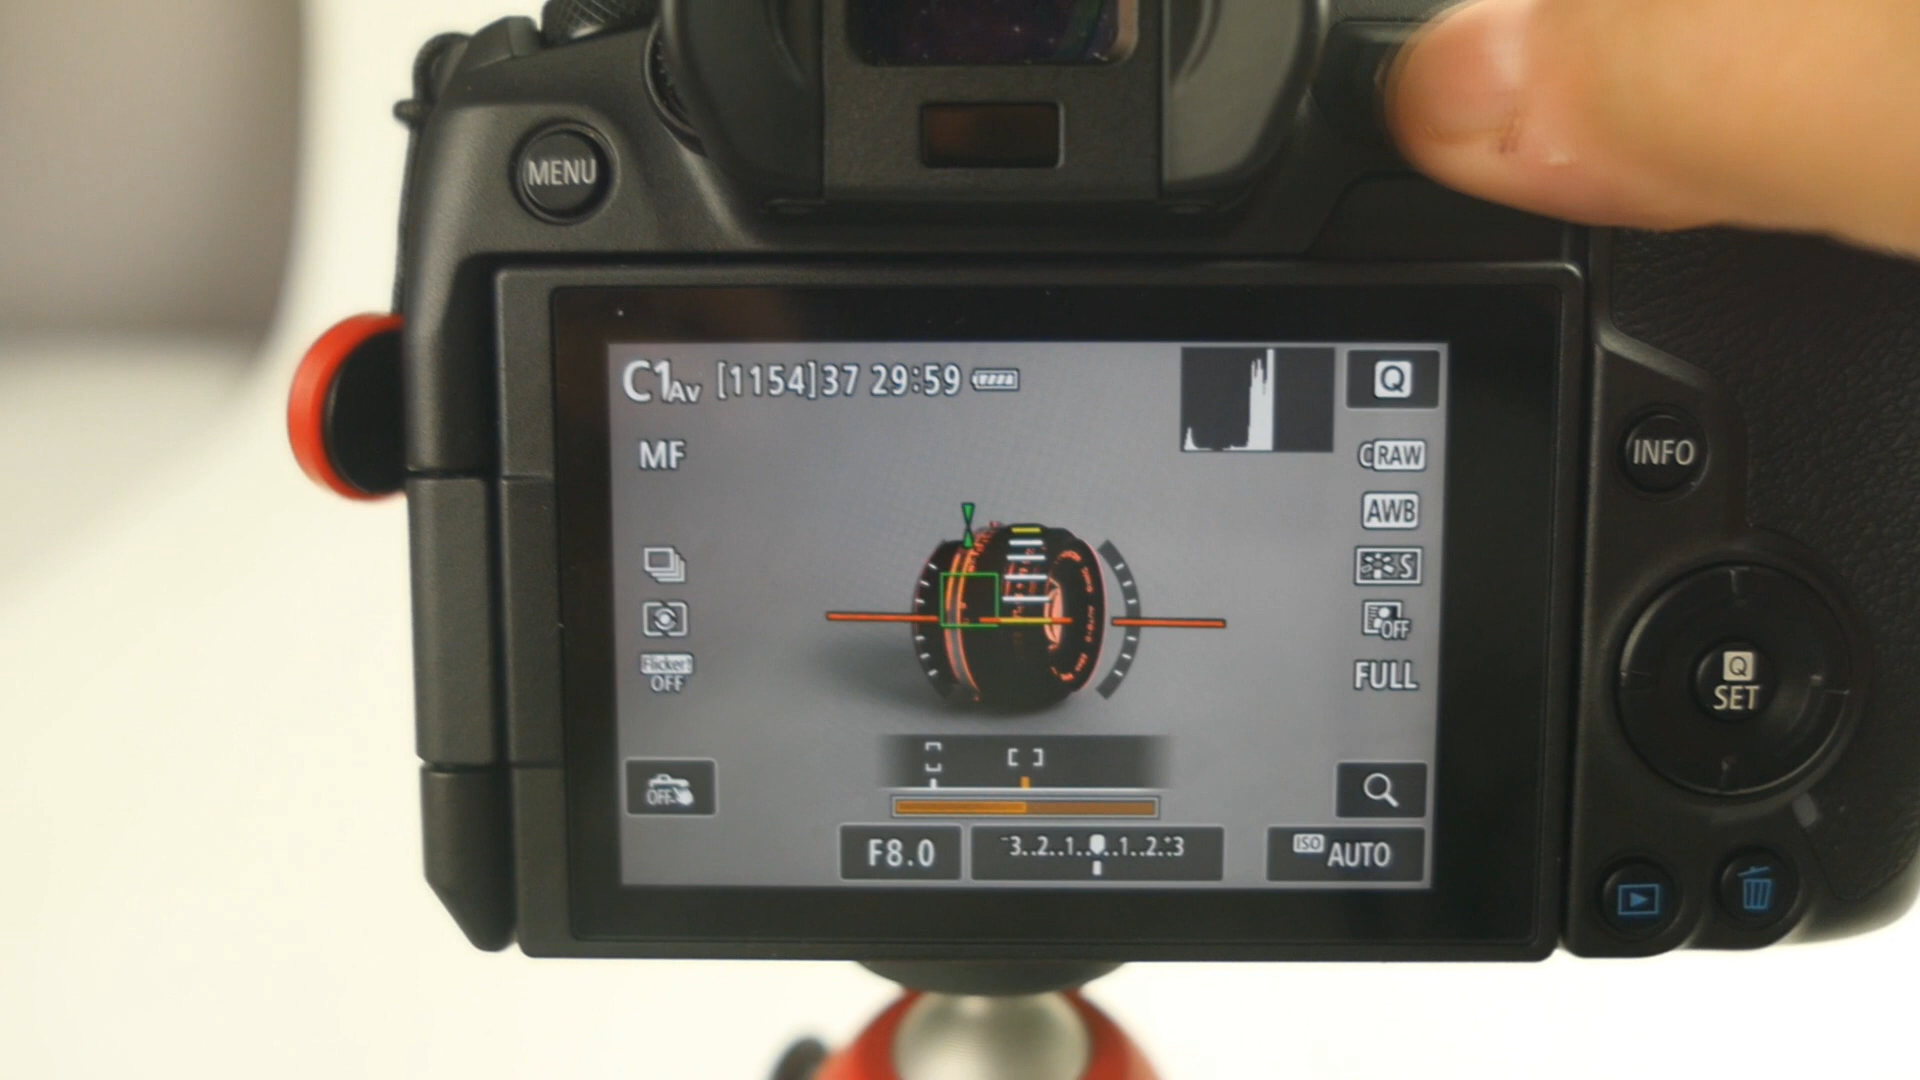 MENU
C1Av [1154]37 29:59
Q
MF
RAW
INFO
AWB
S
OFF
Flicker!
OFF
FULL
Q
SET
OFF
F8.0
-3..2..1..0..1..2..+3
ISO AUTO